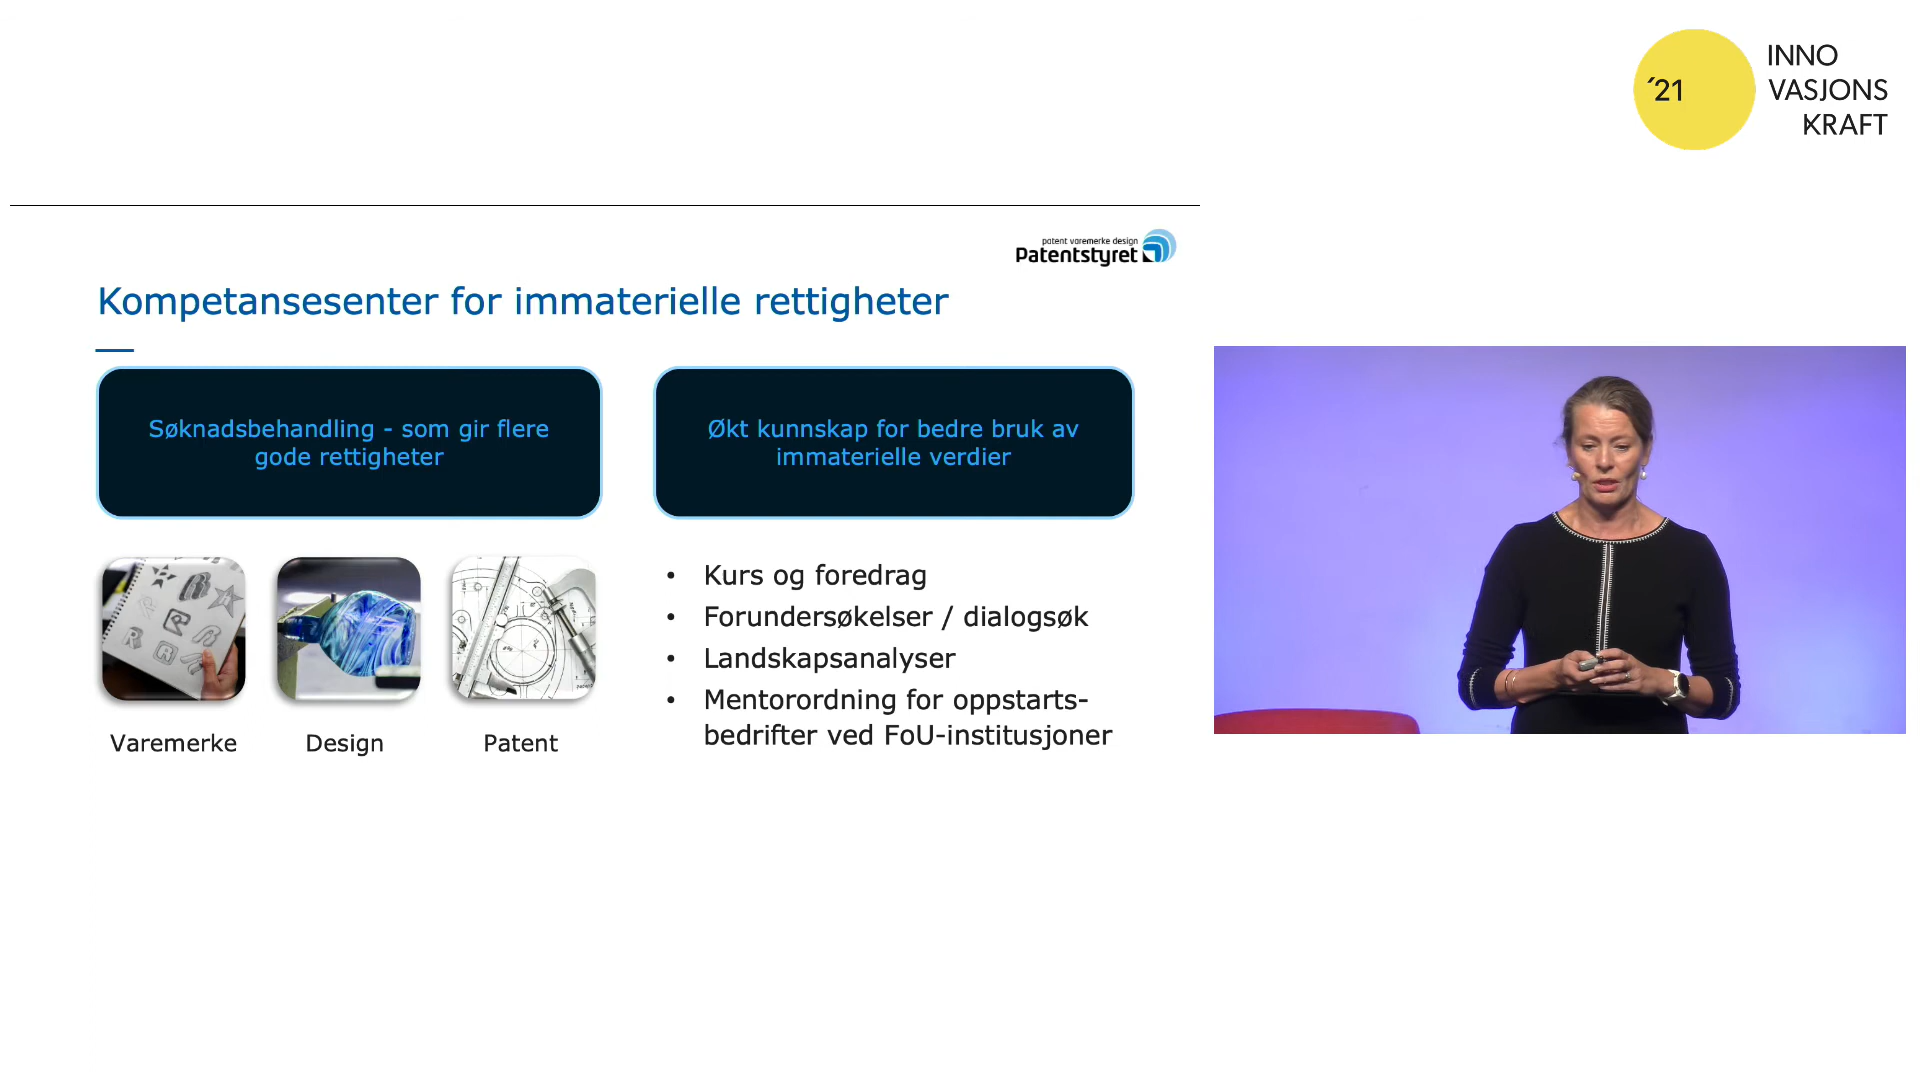 ´21
INNO
VASJONS
KRAFT
patent varemerke design
Patentstyret
Kompetansesenter for immaterielle rettigheter
Søknadsbehandling - som gir flere
gode rettigheter
Økt kunnskap for bedre bruk av
immaterielle verdier
Varemerke
Design
Patent
• Kurs og foredrag
• Forundersøkelser / dialogsøk
• Landskapsanalyser
• Mentorordning for oppstarts-
bedrifter ved FoU-institusjoner